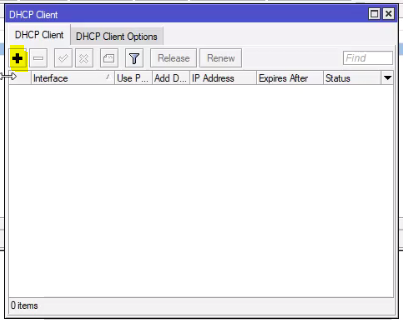 DHCP Client
DHCP Client DHCP Client Options
Release Renew Find
Interface Use P... Add D... IP Address Expires After Status
0 items